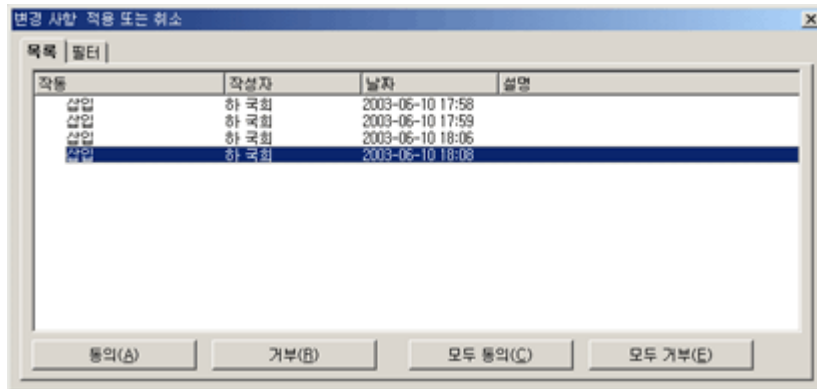 변경 사항 적용 또는 취소
목록 필터
작동 작성자 날짜 설명
삽입 하 국회 2003-06-10 17:58
삽입 하 국회 2003-06-10 17:59
삽입 하 국회 2003-06-10 18:06
삽입 하 국회 2003-06-10 18:08
동의(A) 거부(R) 모두 동의(C) 모두 거부(E)